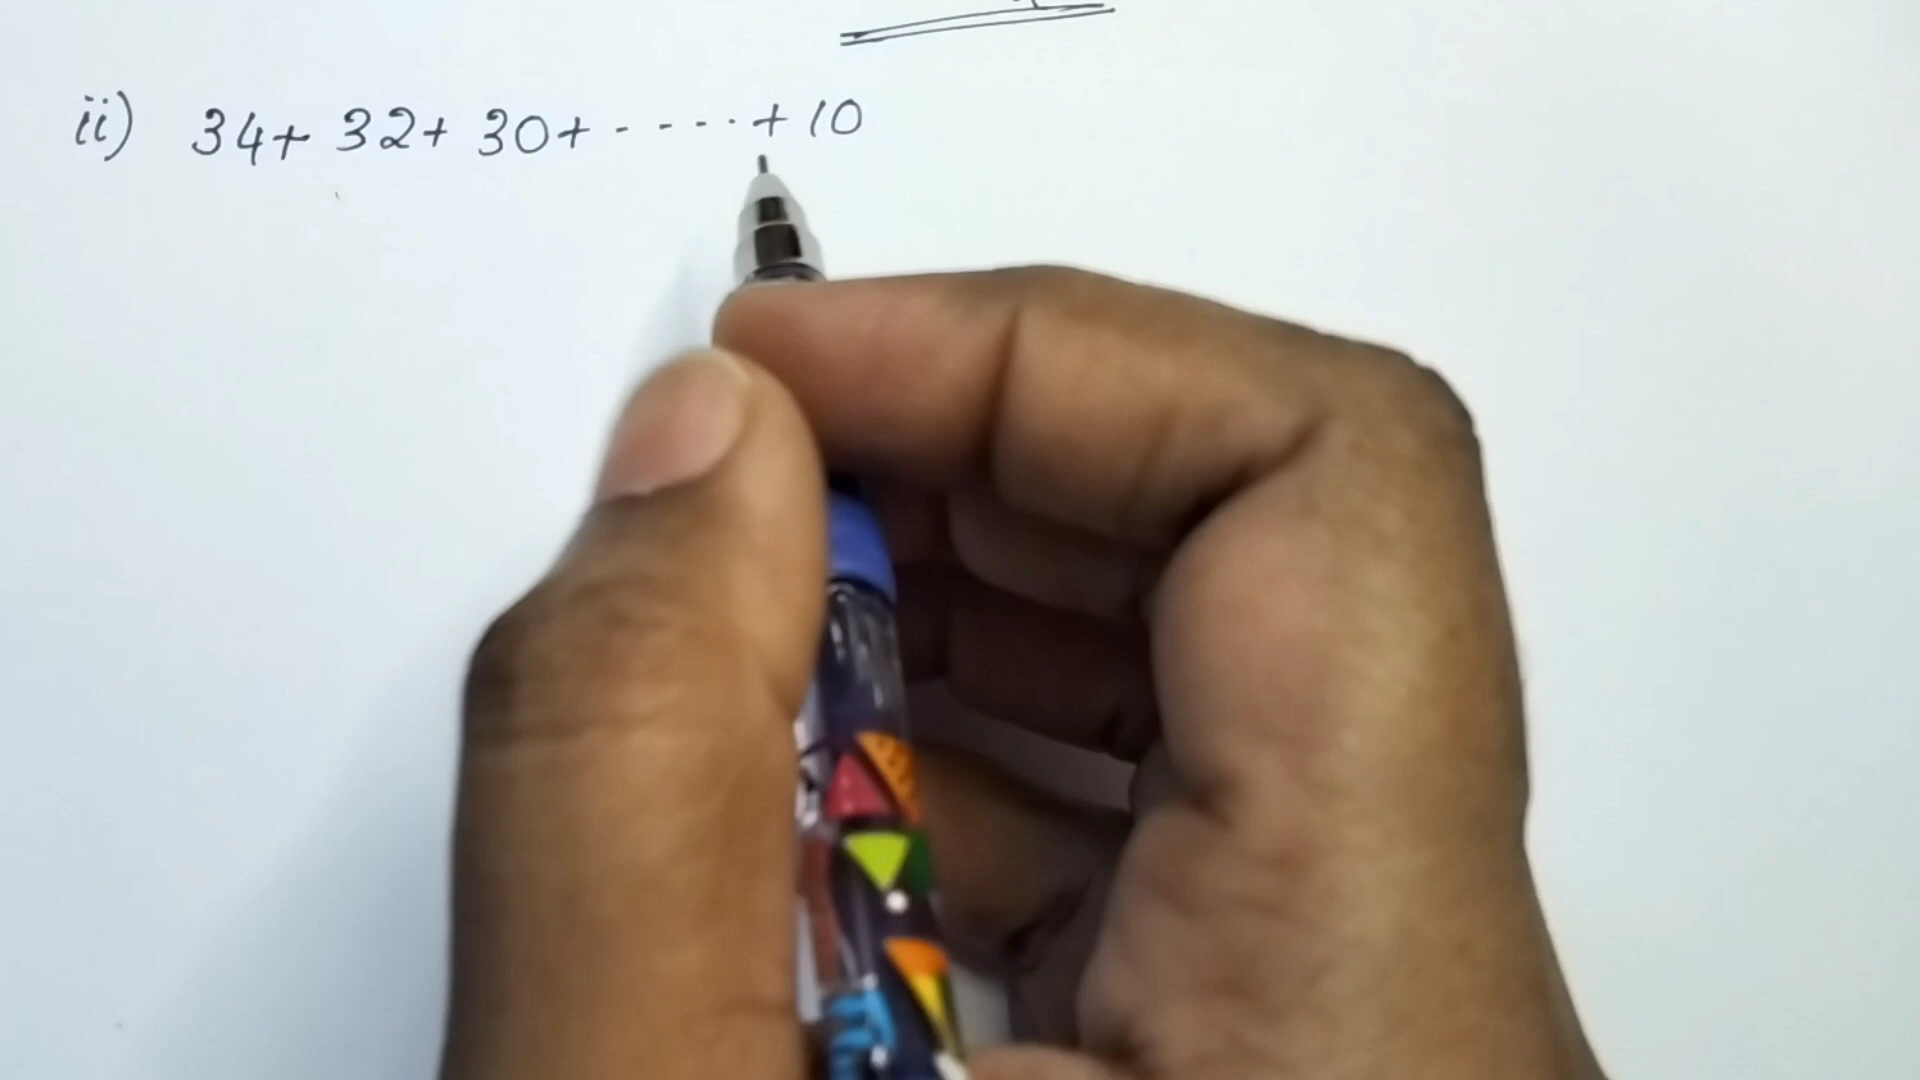 ii) 34+ 32+ 30+ - - - - . + 10